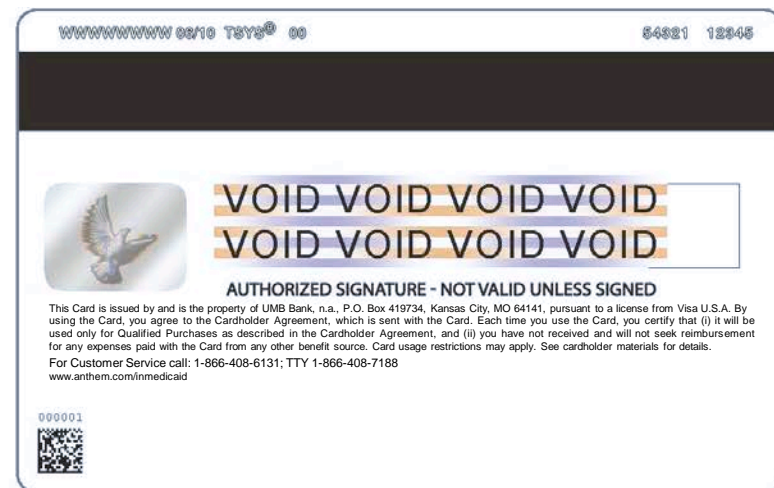 WWWWWWWWW 06/10 TSYS® 00 54321 12345
VOID VOID VOID VOID
VOID VOID VOID VOID
AUTHORIZED SIGNATURE - NOT VALID UNLESS SIGNED
This Card is issued by and is the property of UMB Bank, n.a., P.O. Box 419734, Kansas City, MO 64141, pursuant to a license from Visa U.S.A. By
using the Card, you agree to the Cardholder Agreement, which is sent with the Card. Each time you use the Card, you certify that (i) it will be
used only for Qualified Purchases as described in the Cardholder Agreement, and (ii) you have not received and will not seek reimbursement
for any expenses paid with the Card from any other benefit source. Card usage restrictions may apply. See cardholder materials for details.
For Customer Service call: 1-866-408-6131; TTY 1-866-408-7188
www.anthem.com/inmedicaid
000001